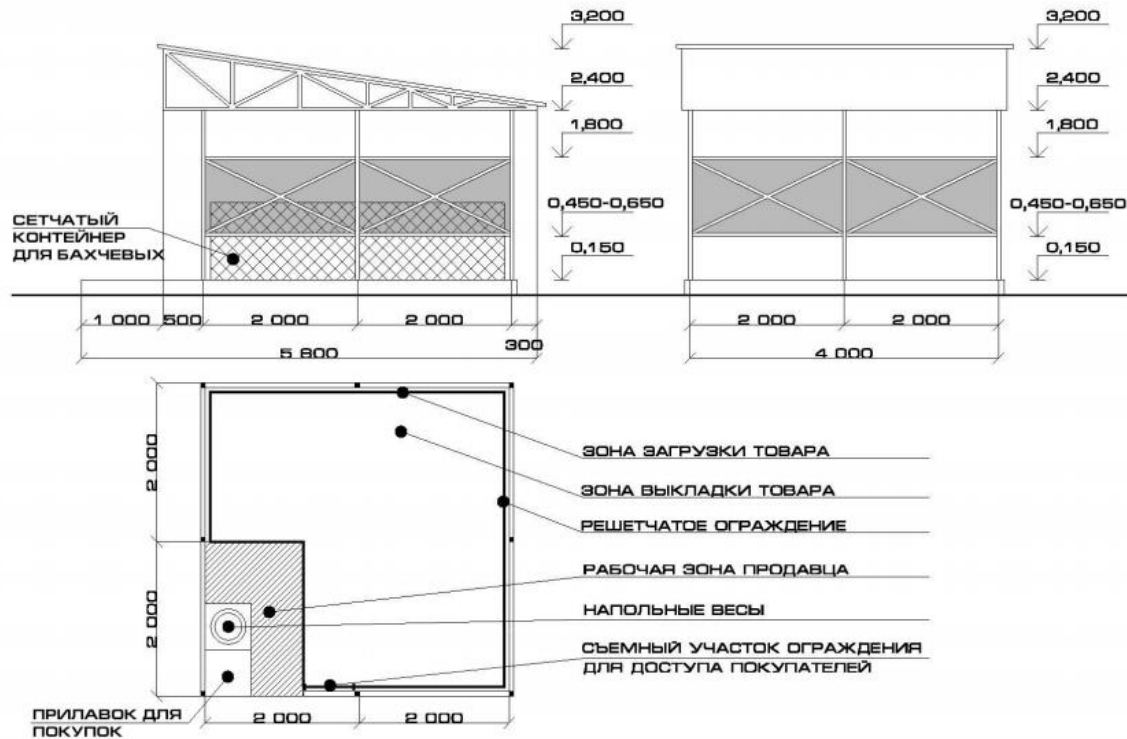 3,200
2,400
1,800
0,450-0,650
0,150
3,200
2,400
1,800
0,450-0,650
0,150
СЕТЧАТЫЙ
КОНТЕЙНЕР
ДЛЯ БАХЧЕВЫХ
1 000 500 2 000 2 000 300
5 800
2 000 2 000
4 000
2 000
2 000
ЗОНА ЗАГРУЗКИ ТОВАРА
ЗОНА ВЫКЛАДКИ ТОВАРА
РЕШЕТЧАТОЕ ОГРАЖДЕНИЕ
РАБОЧАЯ ЗОНА ПРОДАВЦА
НАПОЛЬНЫЕ ВЕСЫ
СЪЕМНЫЙ УЧАСТОК ОГРАЖДЕНИЯ
ДЛЯ ДОСТУПА ПОКУПАТЕЛЕЙ
ПРИЛАВОК ДЛЯ
ПОКУПОК
2 000 2 000